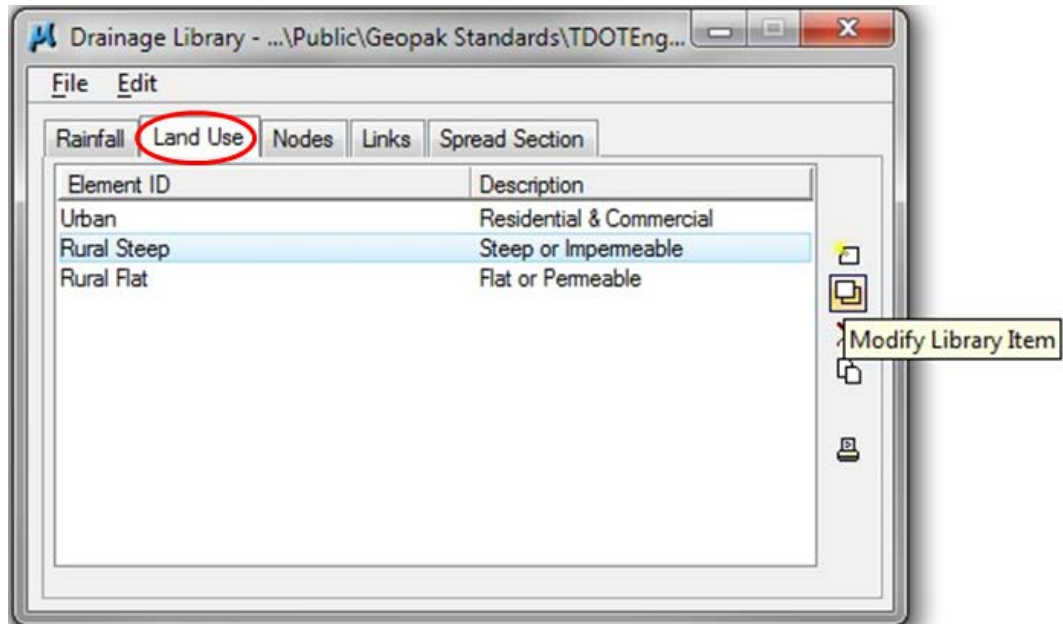 Drainage Library - ...\Public\Geopak Standards\TDOTEng...
File Edit
Rainfall Land Use Nodes Links Spread Section
Element ID Description
Urban Residential & Commercial
Rural Steep Steep or Impermeable
Rural Flat Flat or Permeable
Modify Library Item